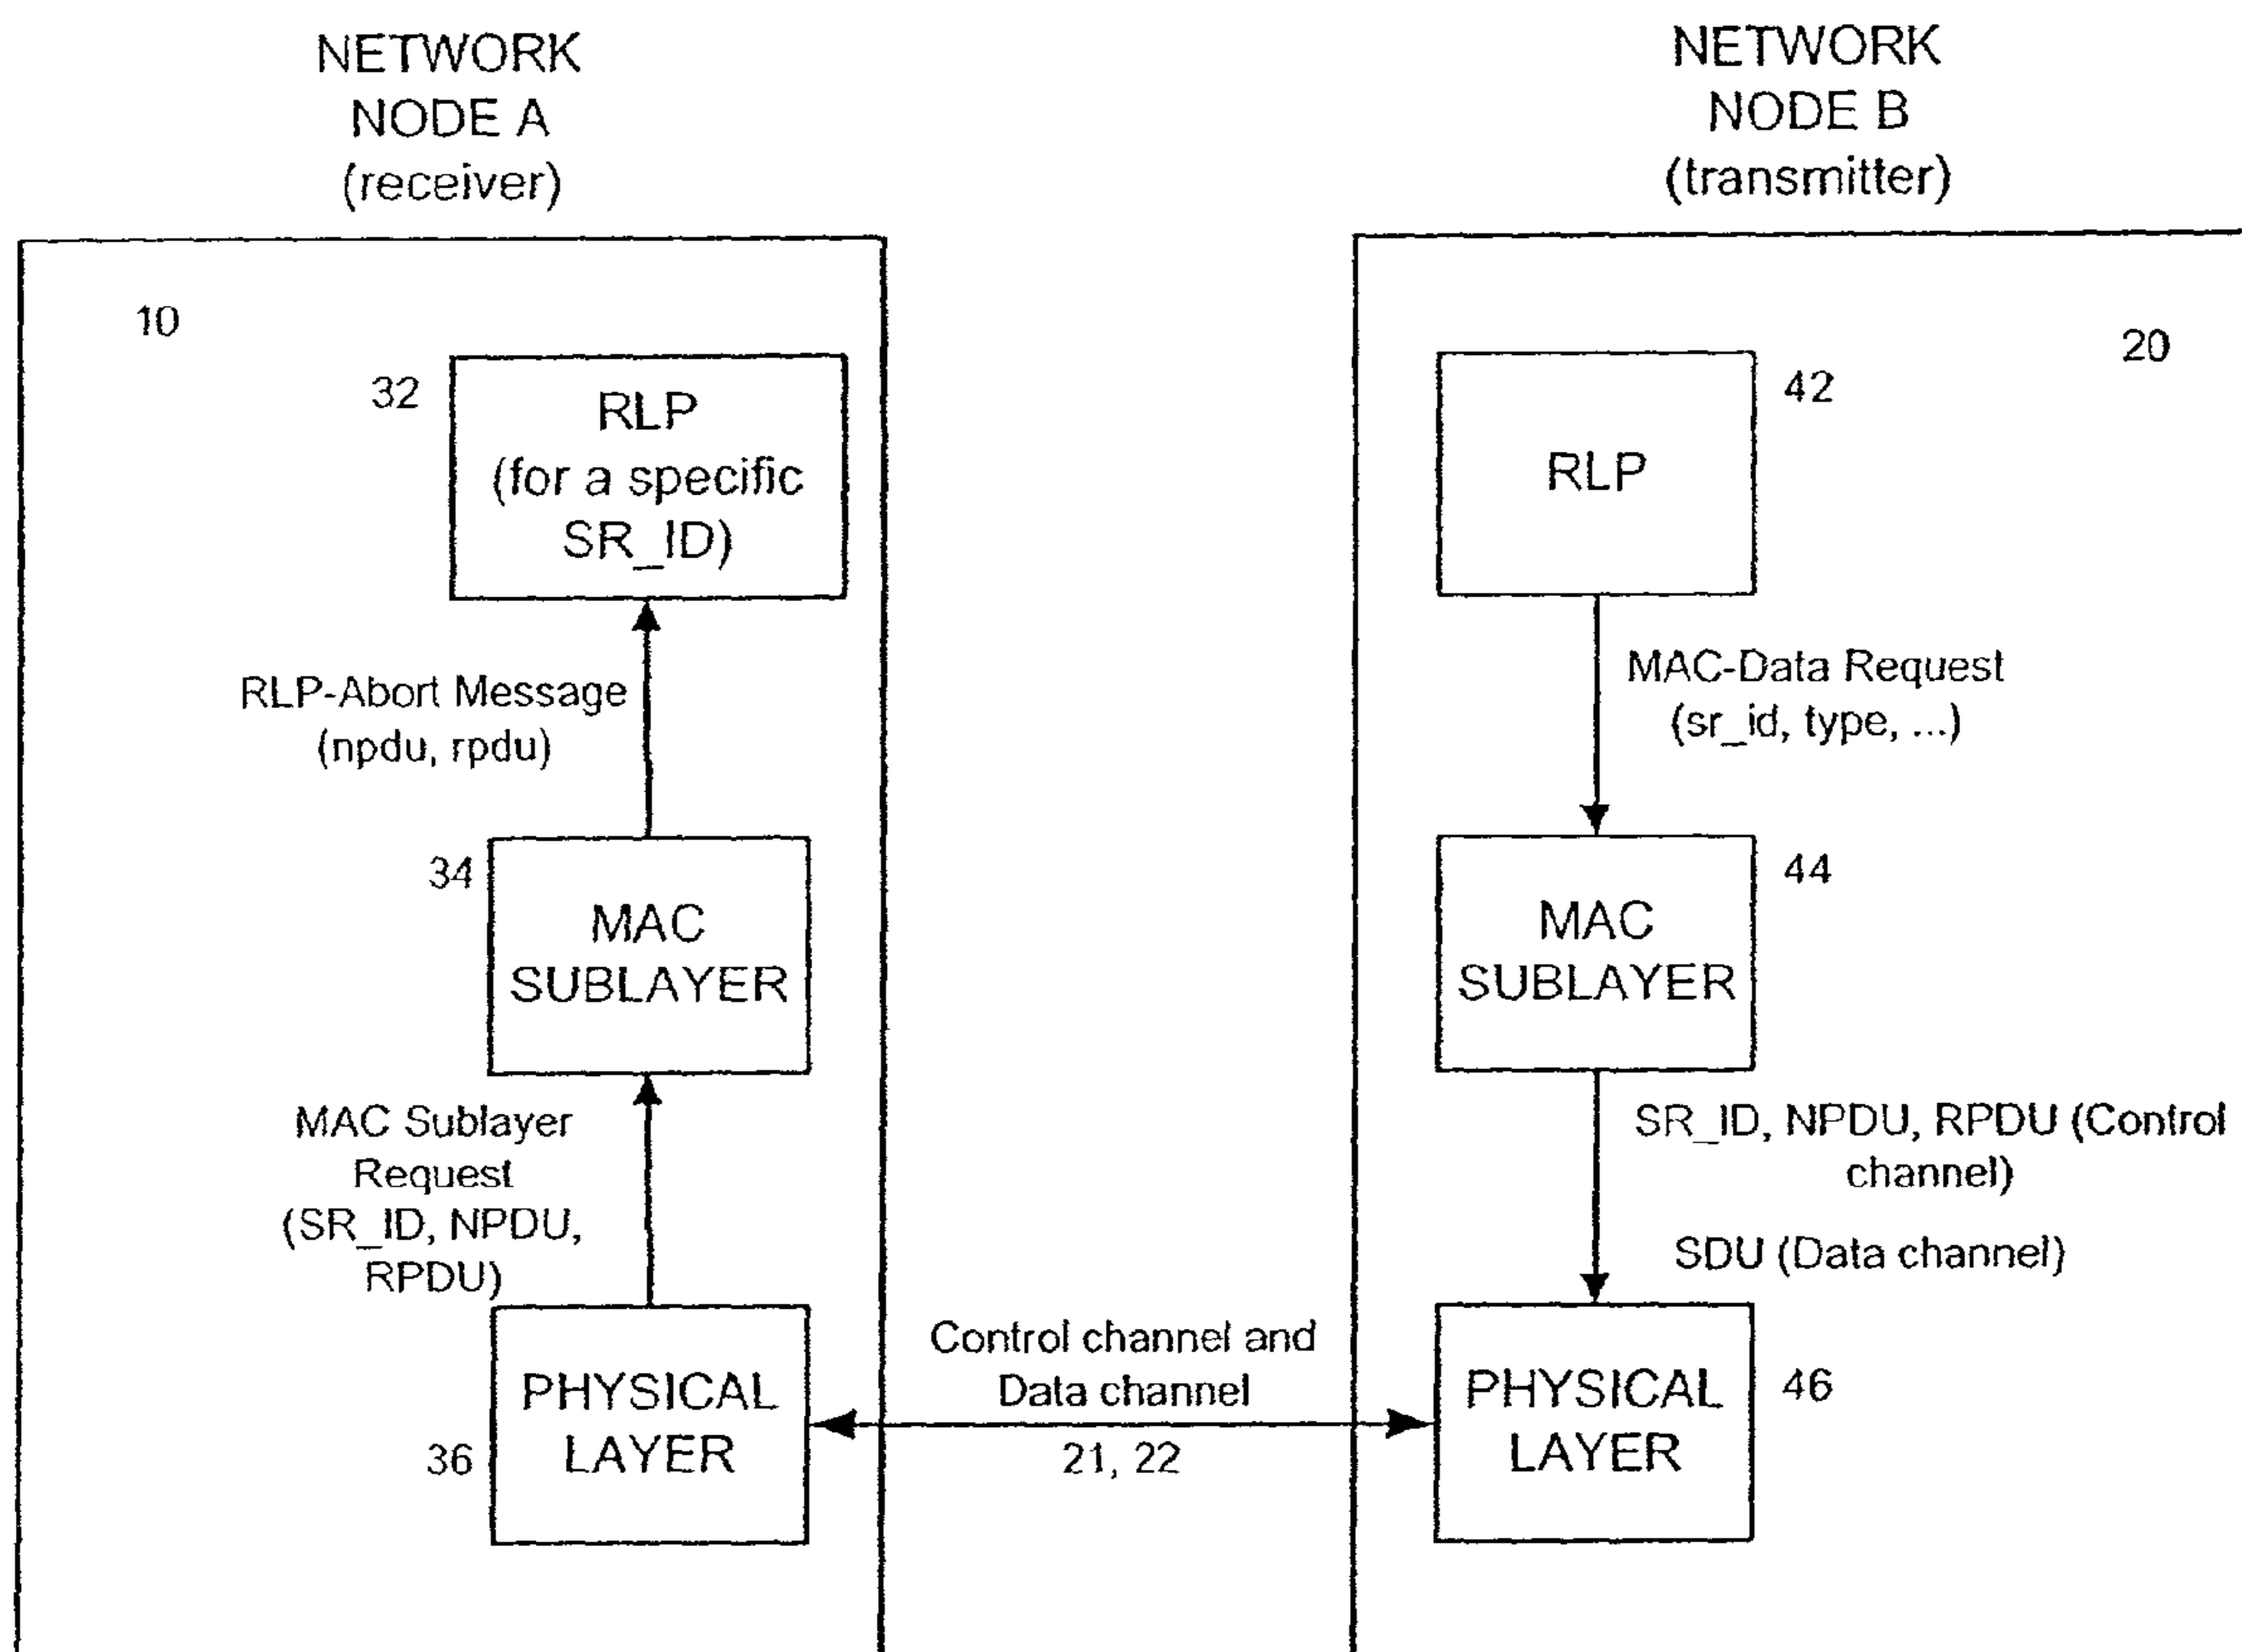 NETWORK
NODE A
(receiver)
10
32
RLP
(for a specific
SR_ID)
RLP-Abort Message
(npdu, rpdu)
34
MAC
SUBLAYER
MAC Sublayer
Request
(SR_ID, NPDU,
RPDU)
PHYSICAL
LAYER
36
Control channel and
Data channel
21, 22
NETWORK
NODE B
(transmitter)
20
42
RLP
MAC-Data Request
(sr_id, type, ...)
44
MAC
SUBLAYER
SR_ID, NPDU, RPDU (Control
channel)
SDU (Data channel)
PHYSICAL
LAYER
46